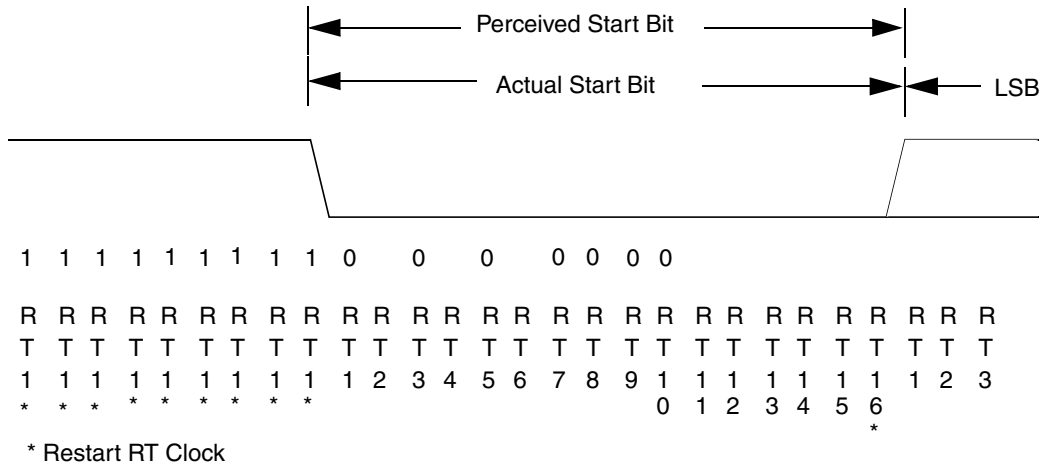 Perceived Start Bit
Actual Start Bit LSB
1 1 1 1 1 1 1 1 1 0 0 0 0 0 0 0
R R R R R R R R R R R R R R R R R R R R R R R R R R R R
T T T T T T T T T T T T T T T T T T T T T T T T T T T T
1 1 1 1 1 1 1 1 1 1 2 3 4 5 6 7 8 9 1 1 1 1 1 1 1 1 2 3
* * * * * * * * * 0 1 2 3 4 5 6
*
* Restart RT Clock